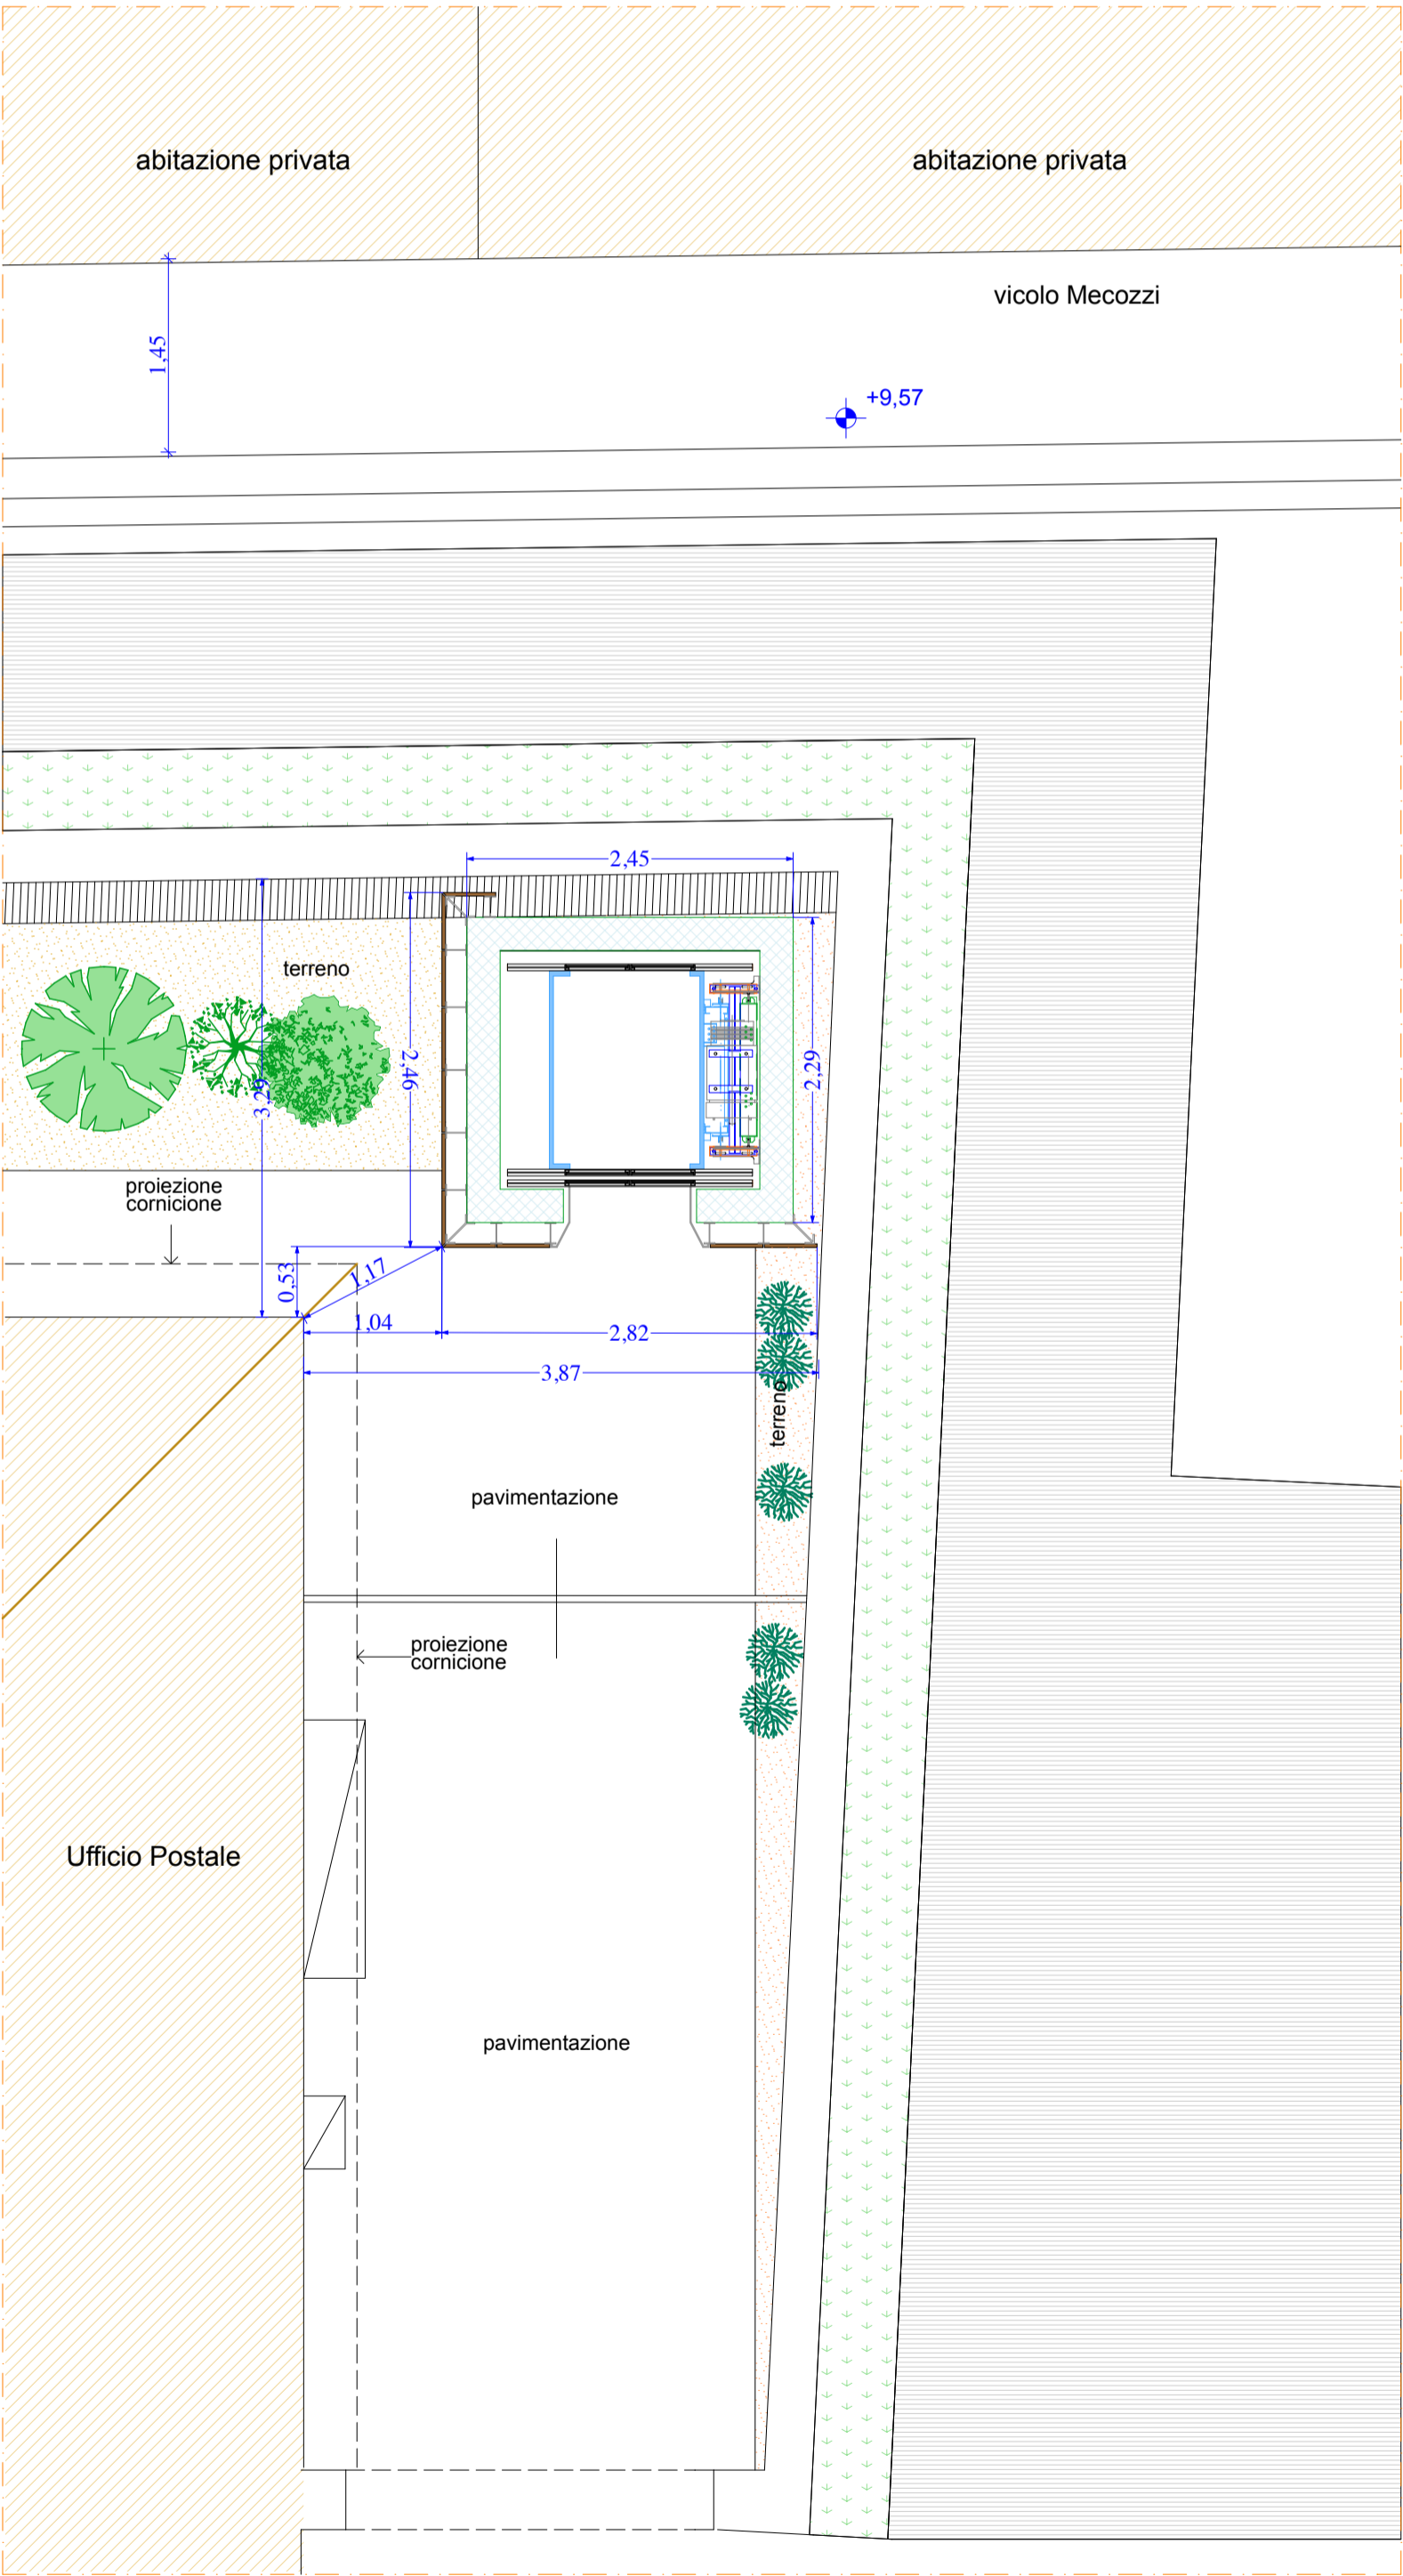 abitazione privata
abitazione privata
vicolo Mecozzi
1,45
+9,57
2,45
terreno
2,46
2,29
3,29
proiezione
cornicione
0,53
1,17
1,04
2,82
3,87
terreno
pavimentazione
proiezione
cornicione
Ufficio Postale
pavimentazione